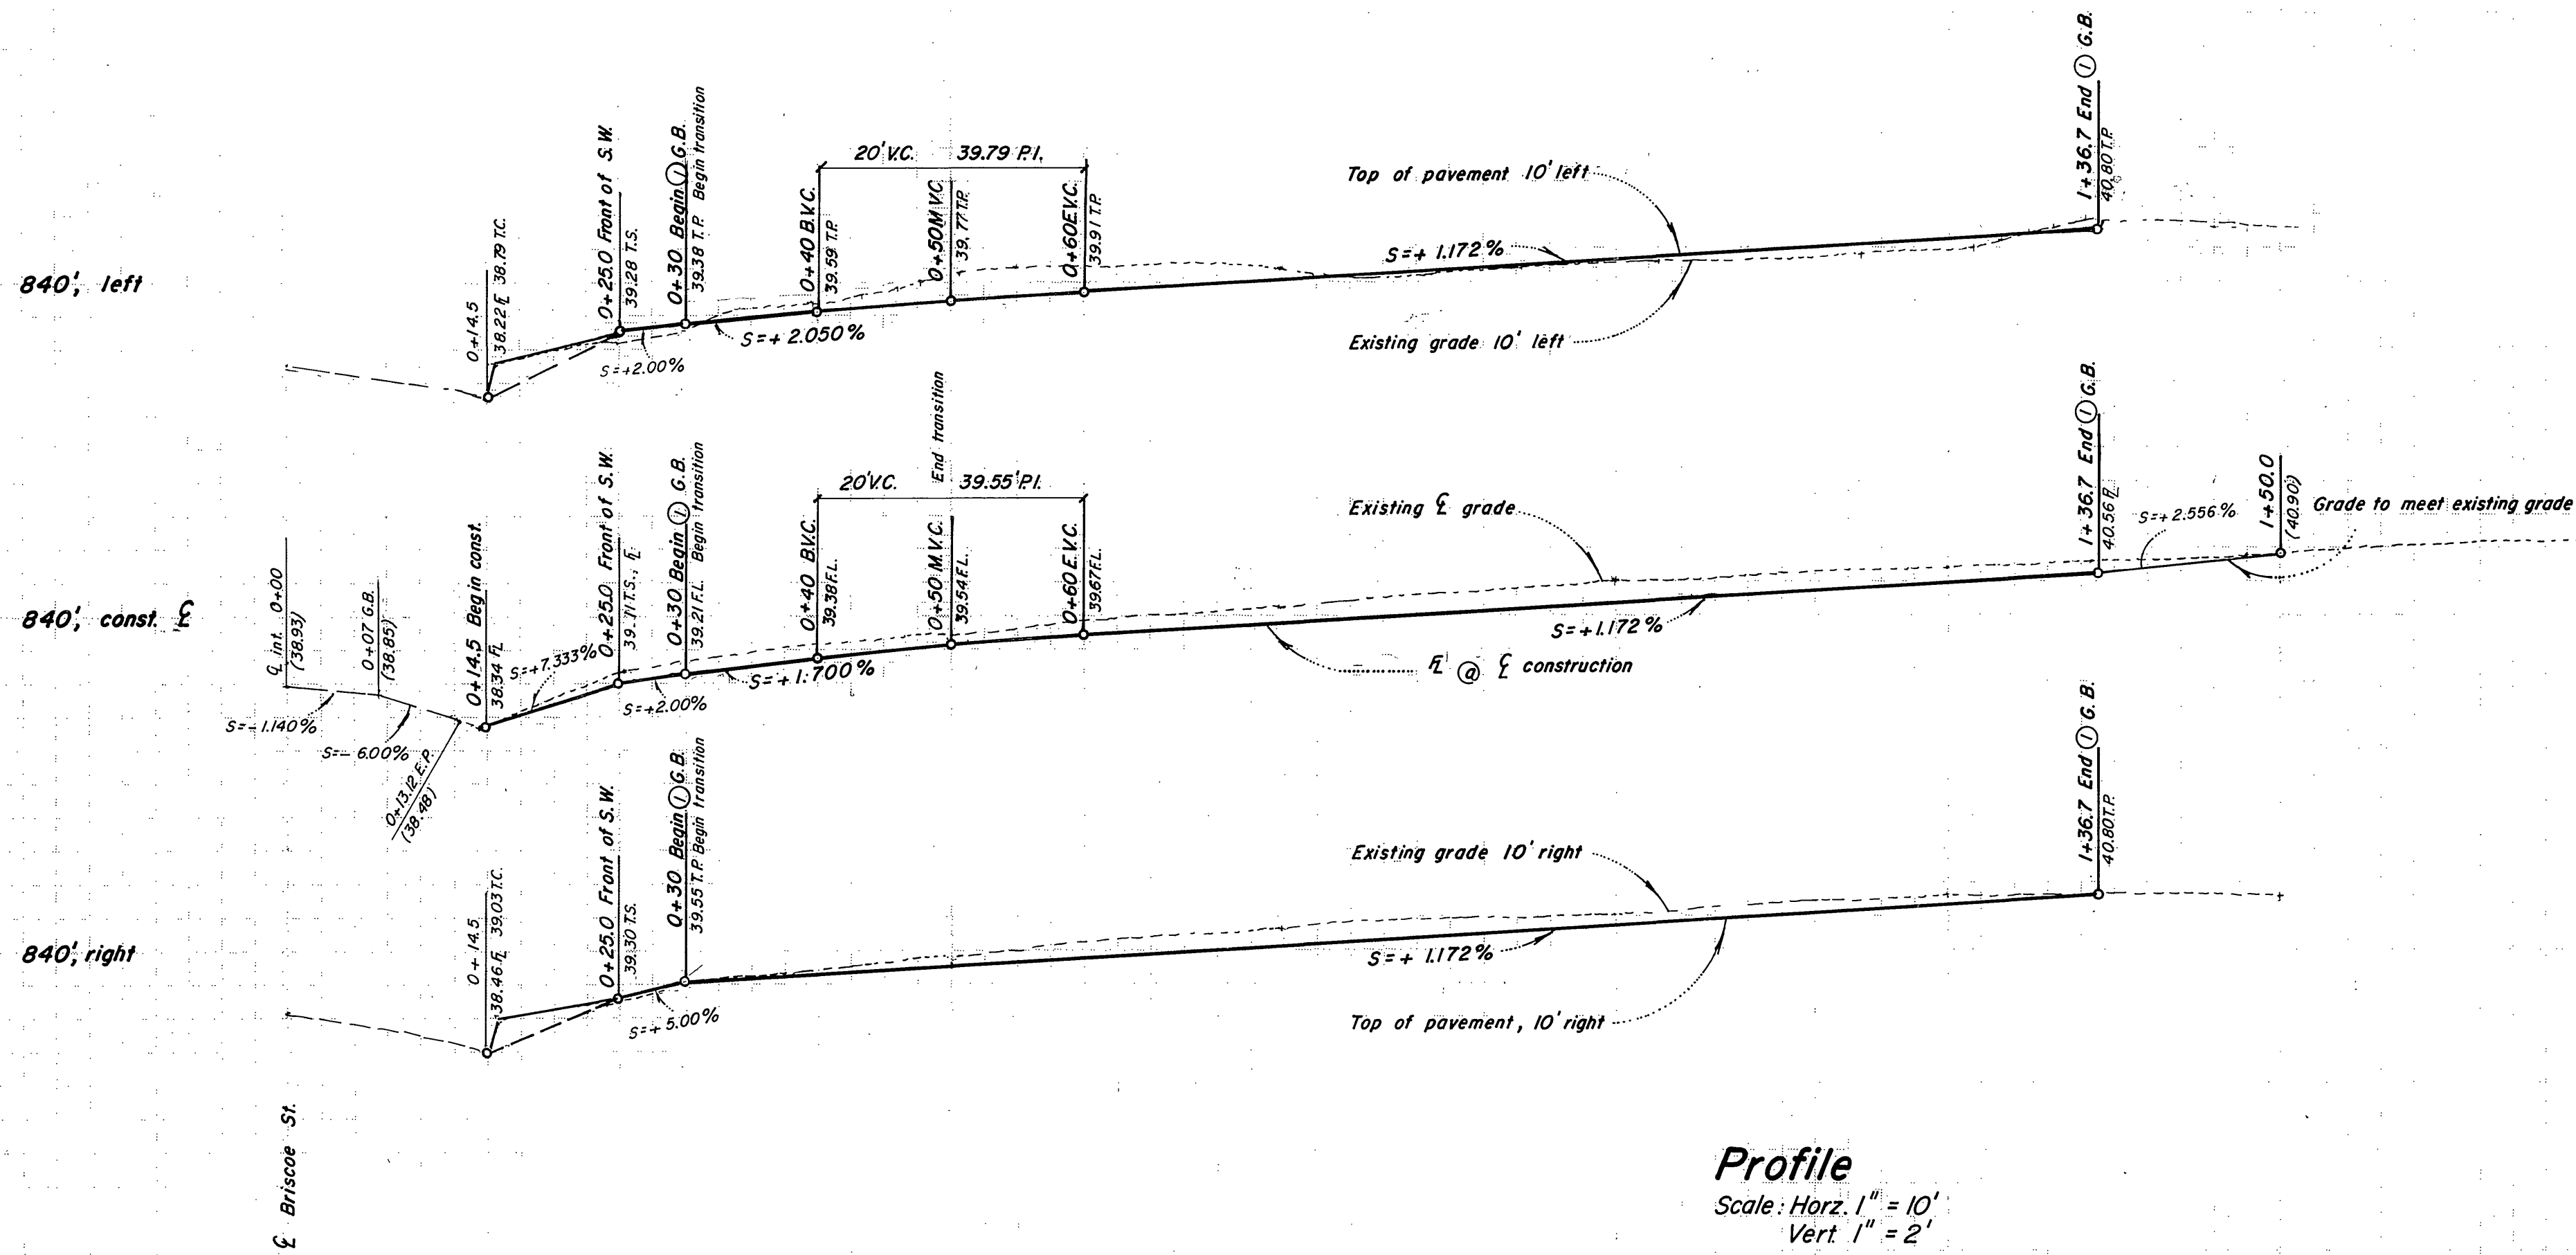 840', left
0+14.5
38.22 FL 38.79 T.C.
0+25.0 Front of S.W.
39.28 T.S.
0+30 Begin ① G.B.
39.38 T.P. Begin transition
S=+2.00%
S=+ 2.050%
20' V.C. 39.79 P.I.
0+40 B.V.C.
39.59 T.P.
0+50 M.V.C.
39.77 T.P.
0+60 E.V.C.
39.91 T.P.
Top of pavement 10' left
S=+ 1.172%
Existing grade 10' left
1+36.7 End ① G.B.
40.80 T.P.
840', const. ℄
℄ int. 0+00
(38.93)
0+07 G.B.
(38.85)
S=-1.140%
S=- 6.00%
0+13.12 E.P.
(38.48)
0+14.5 Begin const.
38.34 FL
S=+7.333%
0+25.0 Front of S.W.
39.11 T.S., FL
0+30 Begin ① G.B.
39.21 F.L. Begin transition
S=+2.00%
S=+1.700%
20' V.C. 39.55' P.I.
End transition
0+40 B.V.C.
39.38 F.L.
0+50 M.V.C.
39.54 F.L.
0+60 E.V.C.
39.67 F.L.
Existing ℄ grade
S=+1.172%
FL @ ℄ construction
1+36.7 End ① G.B.
40.56 FL
S=+2.556%
1+50.0
(40.90)
Grade to meet existing grade
840', right
0+14.5
38.46 FL 39.03 T.C.
0+25.0 Front of S.W.
39.30 T.S.
0+30 Begin ① G.B.
39.55 T.P. Begin transition
S=+ 5.00%
Existing grade 10' right
S=+ 1.172%
Top of pavement, 10' right
1+36.7 End ① G.B.
40.80 T.P.
℄ Briscoe St.
Profile
Scale: Horz. 1" = 10'
Vert. 1" = 2'